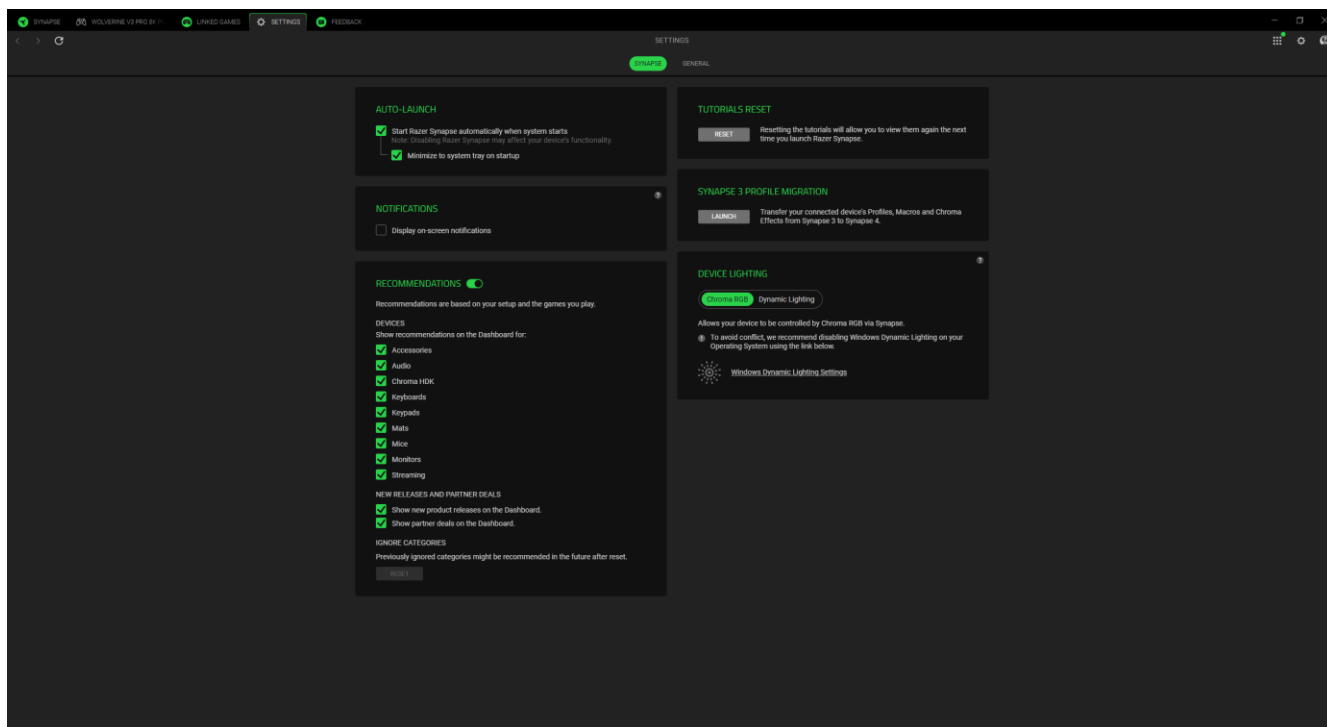 SYNAPSE
WOLVERINE V3 PRO 8K
LINKED GAMES
SETTINGS
FEEDBACK
SETTINGS
SYNAPSE
GENERAL
AUTO-LAUNCH
Start Razer Synapse automatically when system starts
Note: Disabling Razer Synapse may affect your device's functionality.
Minimize to system tray on startup
NOTIFICATIONS
Display on-screen notifications
RECOMMENDATIONS
Recommendations are based on your setup and the games you play.
DEVICES
Show recommendations on the Dashboard for:
Accessories
Audio
Chroma HDK
Keyboards
Keypads
Mats
Mice
Monitors
Streaming
NEW RELEASES AND PARTNER DEALS
Show new product releases on the Dashboard.
Show partner deals on the Dashboard.
IGNORE CATEGORIES
Previously ignored categories might be recommended in the future after reset.
RESET
TUTORIALS RESET
RESET
Resetting the tutorials will allow you to view them again the next
time you launch Razer Synapse.
SYNAPSE 3 PROFILE MIGRATION
LAUNCH
Transfer your connected device's Profiles, Macros and Chroma
Effects from Synapse 3 to Synapse 4.
DEVICE LIGHTING
Chroma RGB
Dynamic Lighting
Allows your device to be controlled by Chroma RGB via Synapse.
To avoid conflict, we recommend disabling Windows Dynamic Lighting on your
Operating System using the link below.
Windows Dynamic Lighting Settings